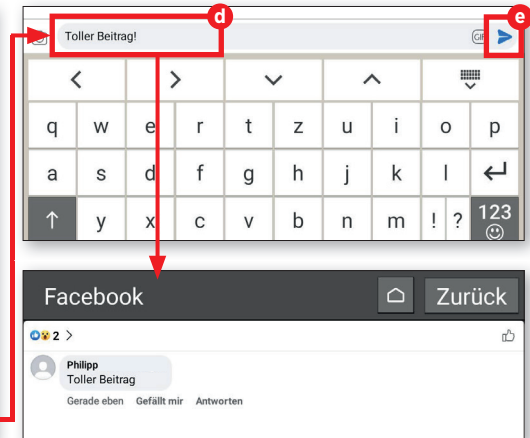 d
e
Toller Beitrag!
GIF
q w e r t z u i o p
a s d f g h j k l
y x c v b n m ! ? 123
Facebook Zurück
2
Philipp
Toller Beitrag
Gerade eben Gefällt mir Antworten